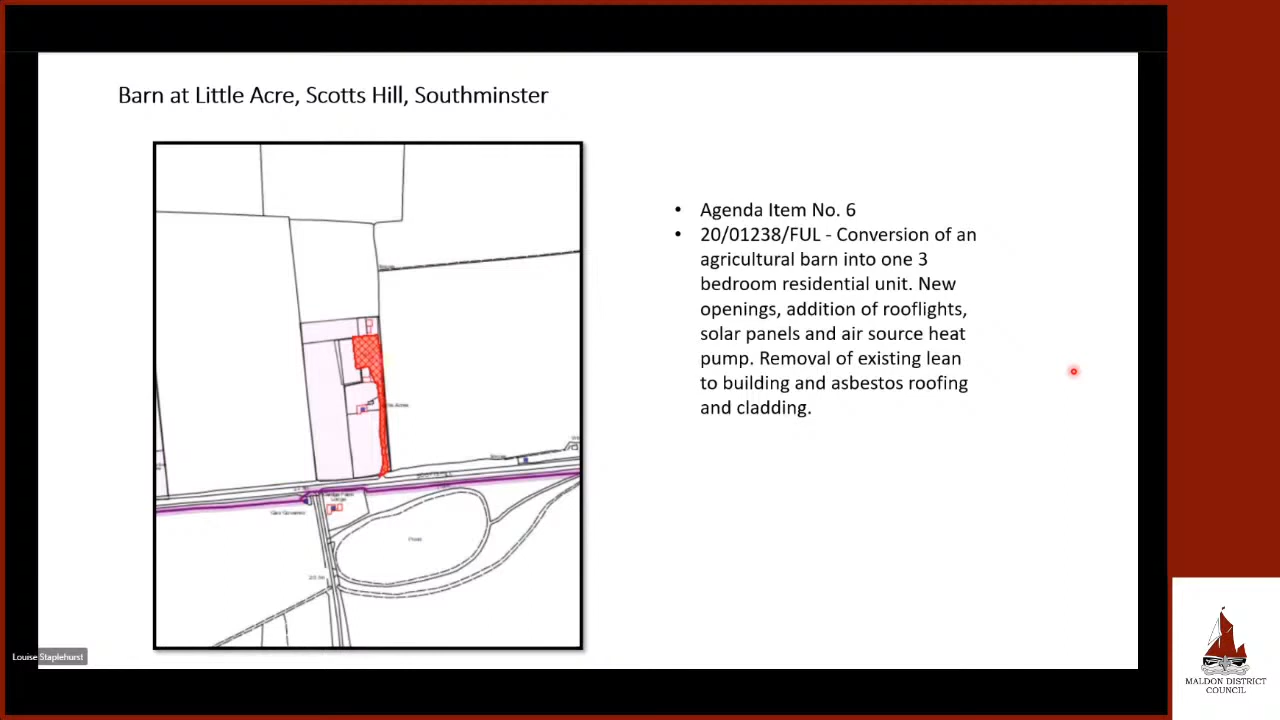 Barn at Little Acre, Scotts Hill, Southminster
• Agenda Item No. 6
• 20/01238/FUL - Conversion of an
agricultural barn into one 3
bedroom residential unit. New
openings, addition of rooflights,
solar panels and air source heat
pump. Removal of existing lean
to building and asbestos roofing
and cladding.
Pond
Louise Staplehurst
MALDON DISTRICT
COUNCIL